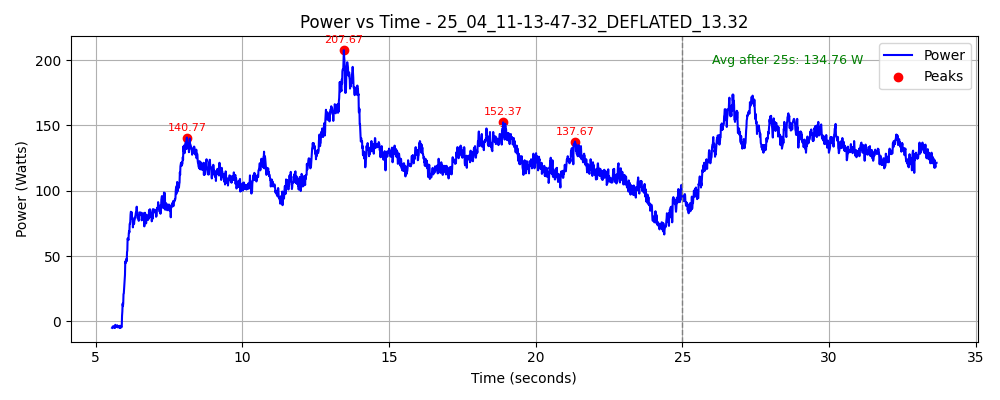 Power vs Time - 25_04_11-13-47-32_DEFLATED_13.32
207.67
Avg after 25s: 134.76 W
Power
Peaks
140.77
152.37
137.67
Power (Watts)
200
150
100
50
0
5
10
15
20
25
30
35
Time (seconds)